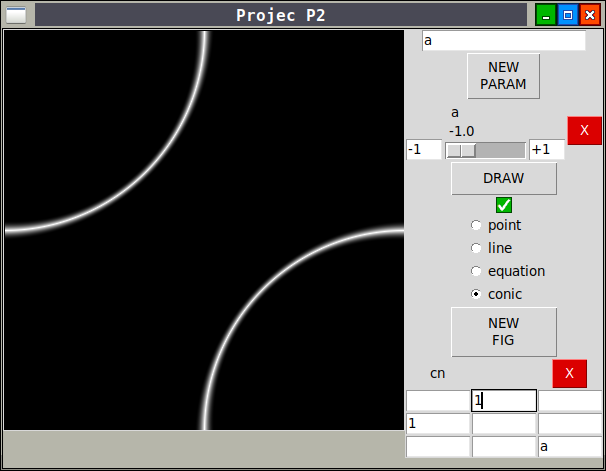 Projec P2
a
NEW
PARAM
a
-1.0
X
-1
+1
DRAW
point
line
equation
conic
NEW
FIG
cn
X
1
1
a